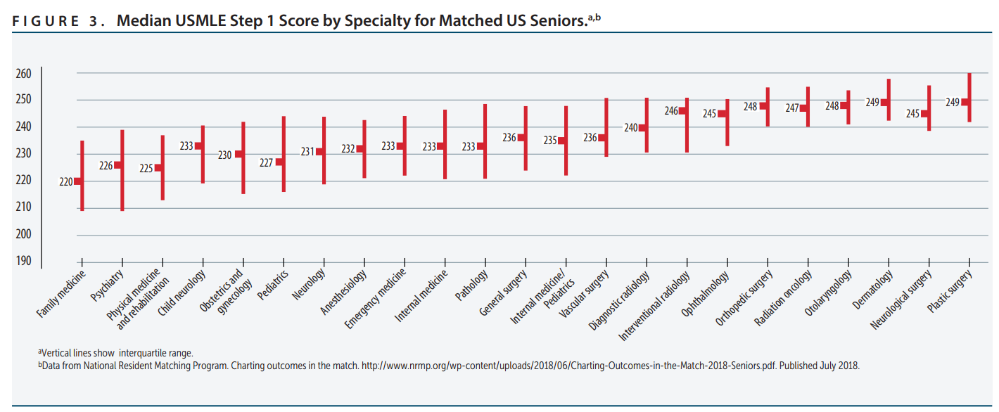 FIGURE 3. Median USMLE Step 1 Score by Specialty for Matched US Seniors.a,b
260
250
240
230
220
210
200
190
220
226
225
233
230
227
231
232
233
233
233
236
235
236
240
246
245
248
247
248
249
245
249
Family medicine
Psychiatry
Physical medicine
and rehabilitation
Child neurology
Obstetrics and
gynecology
Pediatrics
Neurology
Anesthesiology
Emergency medicine
Internal medicine
Pathology
General surgery
Internal medicine/
Pediatrics
Vascular surgery
Diagnostic radiology
Interventional radiology
Ophthalmology
Orthopedic surgery
Radiation oncology
Otolaryngology
Dermatology
Neurological surgery
Plastic surgery
aVertical lines show interquartile range.
bData from National Resident Matching Program. Charting outcomes in the match. http://www.nrmp.org/wp-content/uploads/2018/06/Charting-Outcomes-in-the-Match-2018-Seniors.pdf. Published July 2018.